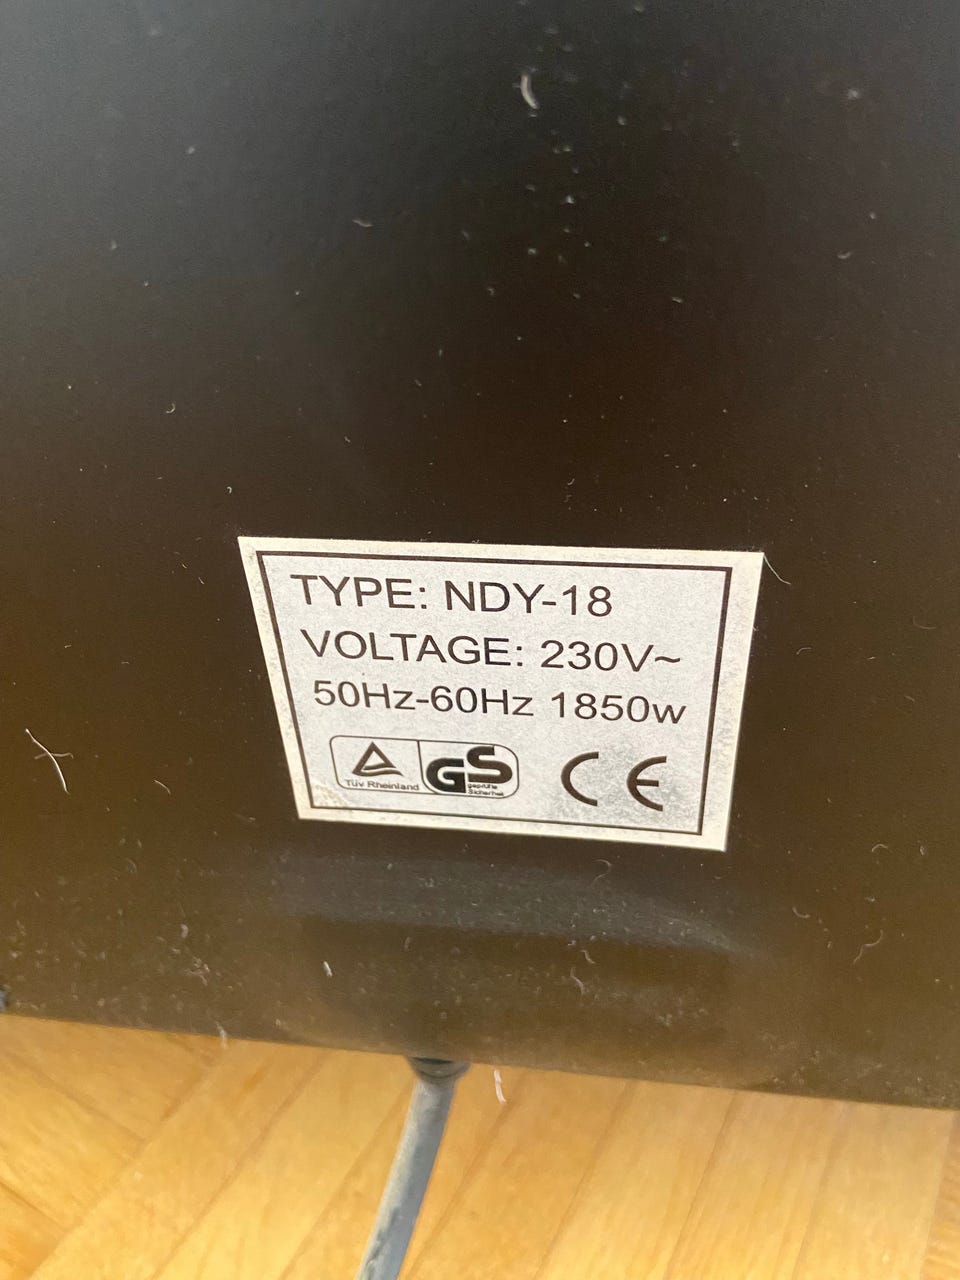 TYPE: NDY-18
VOLTAGE: 230V~
50Hz-60Hz 1850w
TÜV Rheinland
GS
geprüfte
Sicherheit
CE